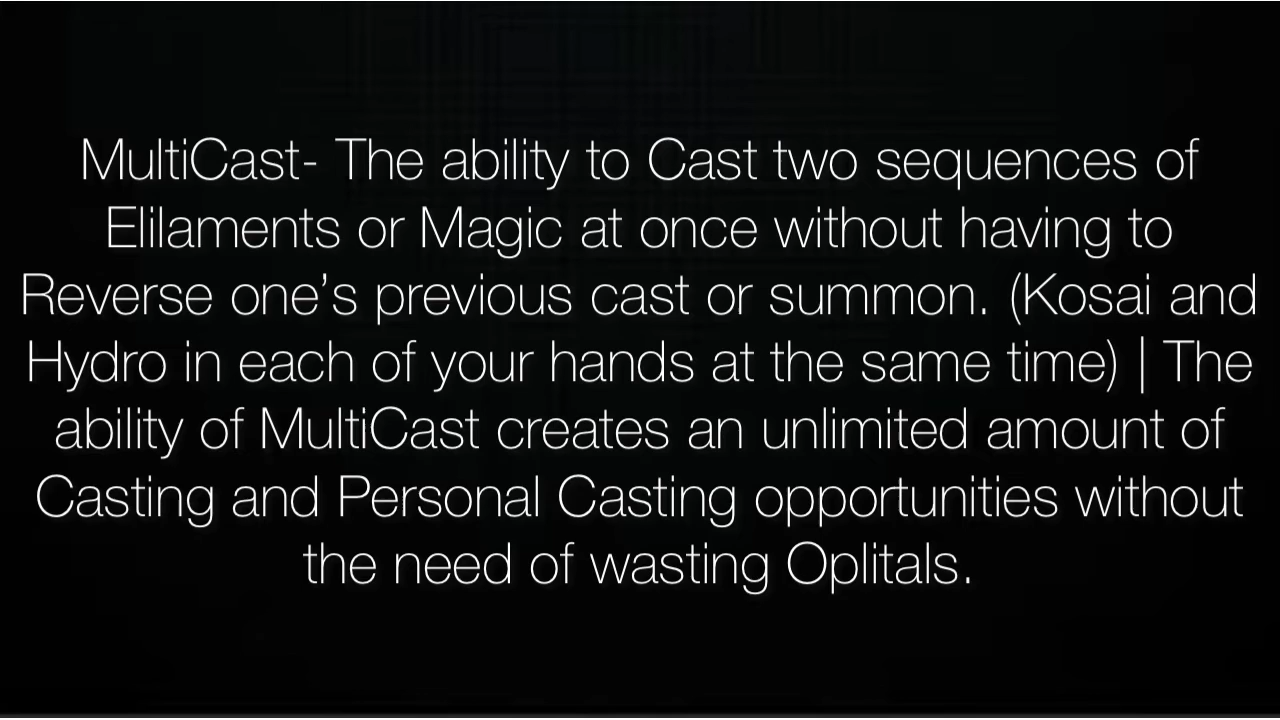 MultiCast- The ability to Cast two sequences of
Elilaments or Magic at once without having to
Reverse one’s previous cast or summon. (Kosai and
Hydro in each of your hands at the same time) | The
ability of MultiCast creates an unlimited amount of
Casting and Personal Casting opportunities without
the need of wasting Oplitals.